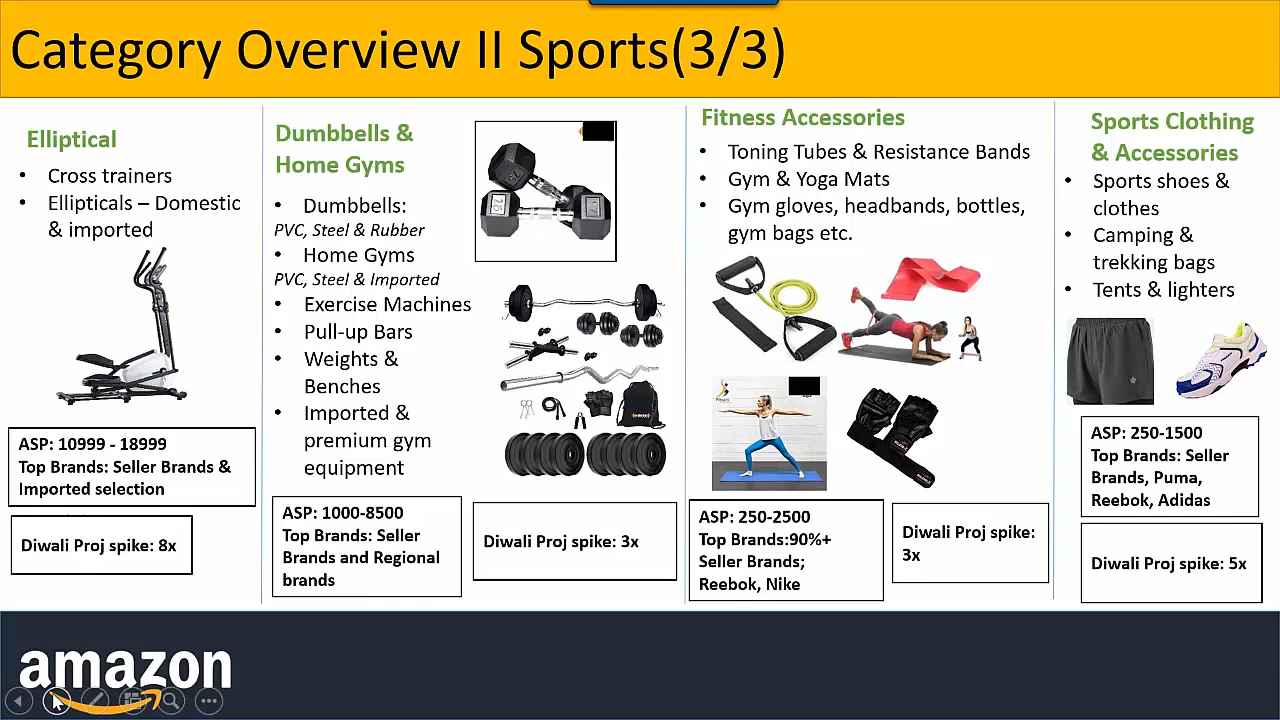 Category Overview II Sports(3/3)
Elliptical
• Cross trainers
• Ellipticals – Domestic
& imported
ASP: 10999 - 18999
Top Brands: Seller Brands &
Imported selection
Diwali Proj spike: 8x
Dumbbells &
Home Gyms
• Dumbbells:
PVC, Steel & Rubber
• Home Gyms
PVC, Steel & Imported
• Exercise Machines
• Pull-up Bars
• Weights &
Benches
• Imported &
premium gym
equipment
ASP: 1000-8500
Top Brands: Seller
Brands and Regional
brands
Diwali Proj spike: 3x
Fitness Accessories
• Toning Tubes & Resistance Bands
• Gym & Yoga Mats
• Gym gloves, headbands, bottles,
gym bags etc.
ASP: 250-2500
Top Brands:90%+
Seller Brands;
Reebok, Nike
Diwali Proj spike:
3x
Sports Clothing
& Accessories
• Sports shoes &
clothes
• Camping &
trekking bags
• Tents & lighters
ASP: 250-1500
Top Brands: Seller
Brands, Puma,
Reebok, Adidas
Diwali Proj spike: 5x
amazon